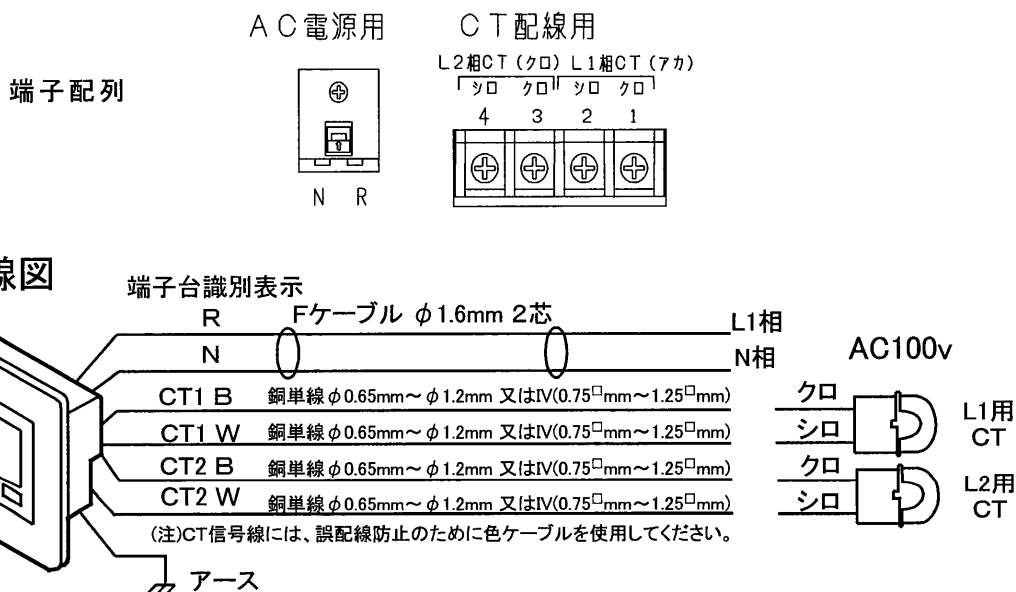 AC電源用
CT配線用
L2相CT(クロ) L1相CT(アカ)
端子配列
シロ クロ シロ クロ
4 3 2 1
N R
線図
端子台識別表示
R Fケーブル φ1.6mm 2芯 L1相
N N相
AC100v
CT1 B 銅単線φ0.65mm～φ1.2mm 又はIV(0.75□mm～1.25□mm) クロ
CT1 W 銅単線φ0.65mm～φ1.2mm 又はIV(0.75□mm～1.25□mm) シロ
L1用
CT
CT2 B 銅単線φ0.65mm～φ1.2mm 又はIV(0.75□mm～1.25□mm) クロ
CT2 W 銅単線φ0.65mm～φ1.2mm 又はIV(0.75□mm～1.25□mm) シロ
L2用
CT
(注)CT信号線には、誤配線防止のために色ケーブルを使用してください。
アース